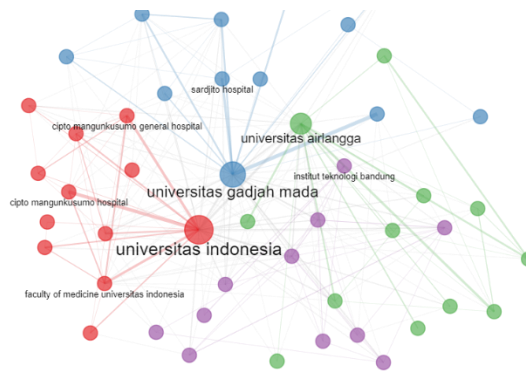 sardjito hospital
cipto mangunkusumo general hospital
universitas airlangga
institut teknologi bandung
universitas gadjah mada
cipto mangunkusumo hospital
universitas indonesia
faculty of medicine universitas indonesia